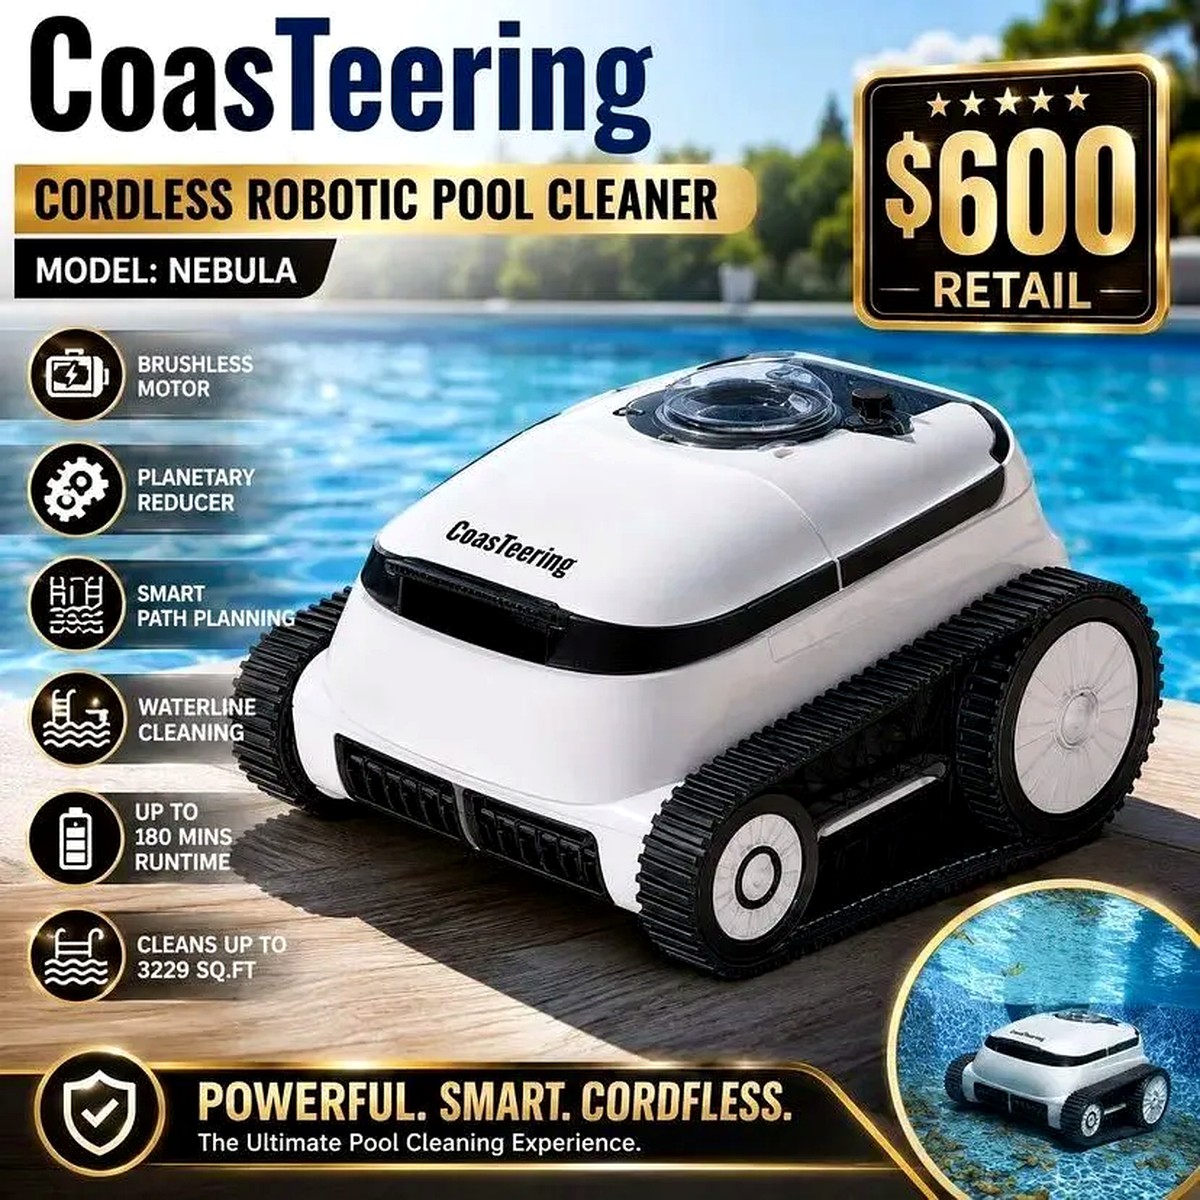 CoasTeering
CORDLESS ROBOTIC POOL CLEANER
MODEL: NEBULA
$600
RETAIL
BRUSHLESS
MOTOR
PLANETARY
REDUCER
SMART
PATH PLANNING
WATERLINE
CLEANING
UP TO
180 MINS
RUNTIME
CLEANS UP TO
3229 SQ.FT
CoasTeering
CoasTeering
POWERFUL. SMART. CORDFLESS.
The Ultimate Pool Cleaning Experience.